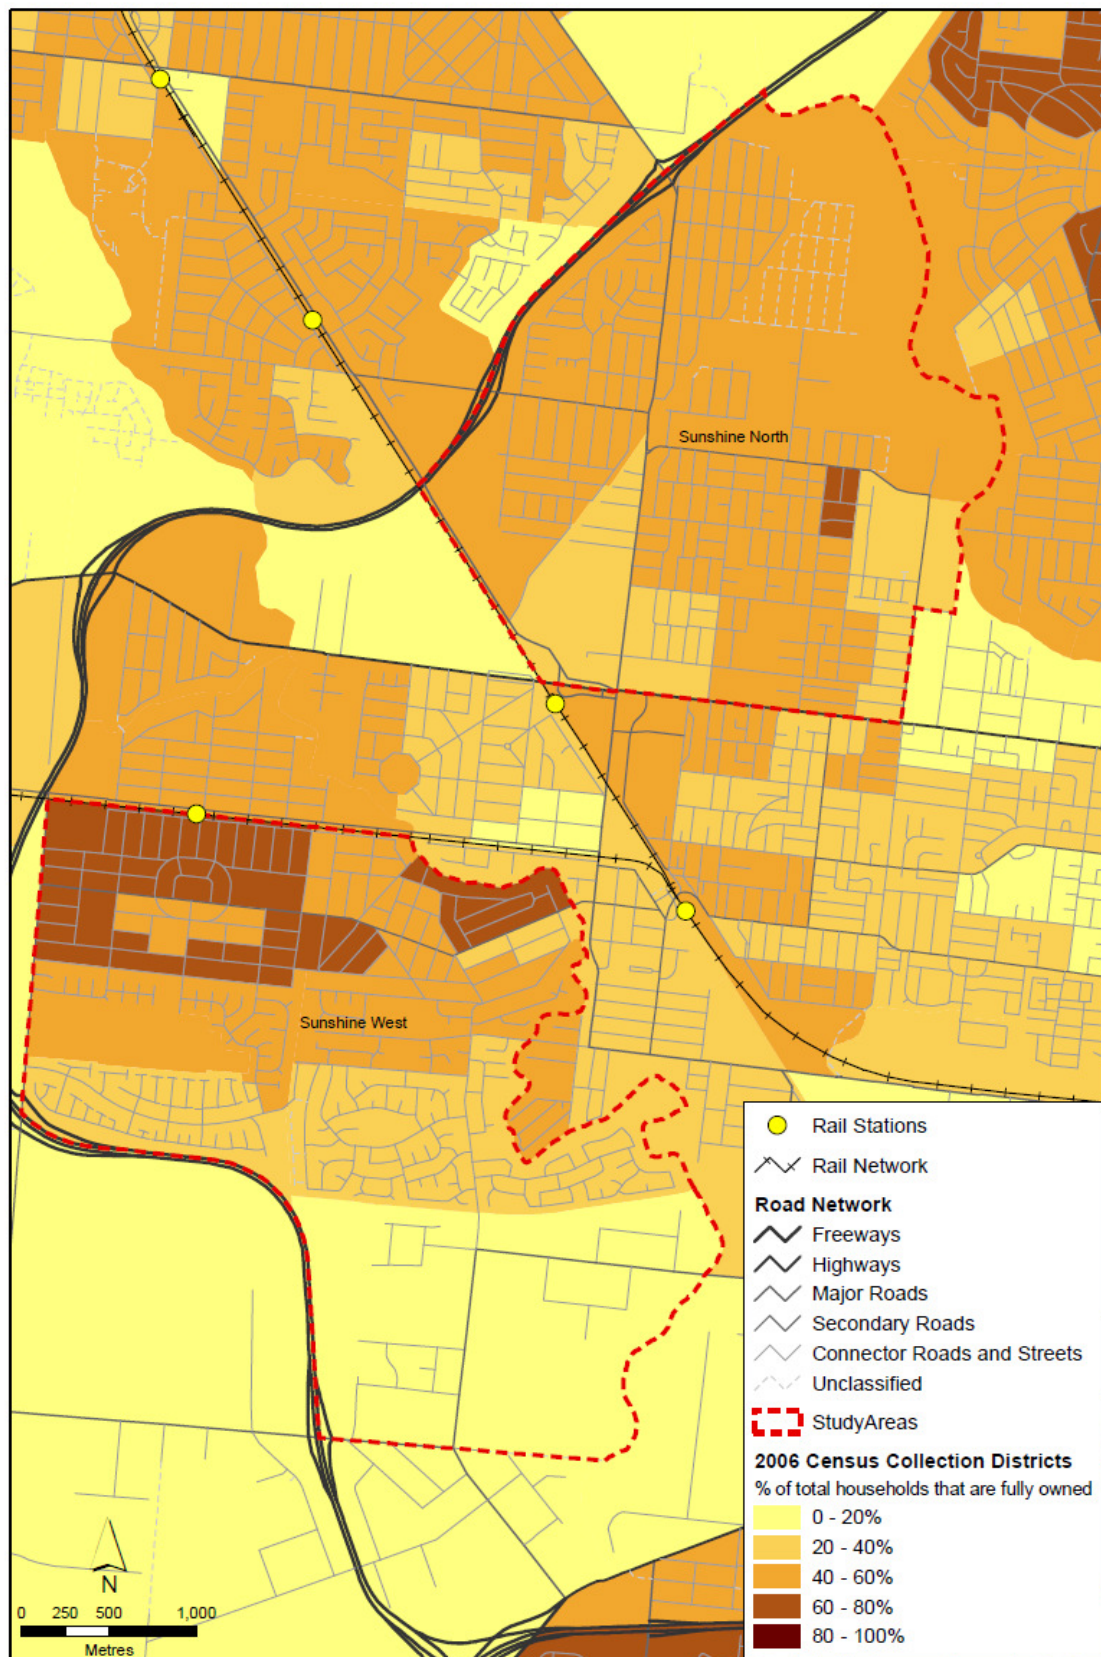 Sunshine North
Sunshine West
Rail Stations
Rail Network
Road Network
Freeways
Highways
Major Roads
Secondary Roads
Connector Roads and Streets
Unclassified
StudyAreas
2006 Census Collection Districts
% of total households that are fully owned
0 - 20%
20 - 40%
40 - 60%
60 - 80%
80 - 100%
N
0 250 500 1,000
Metres